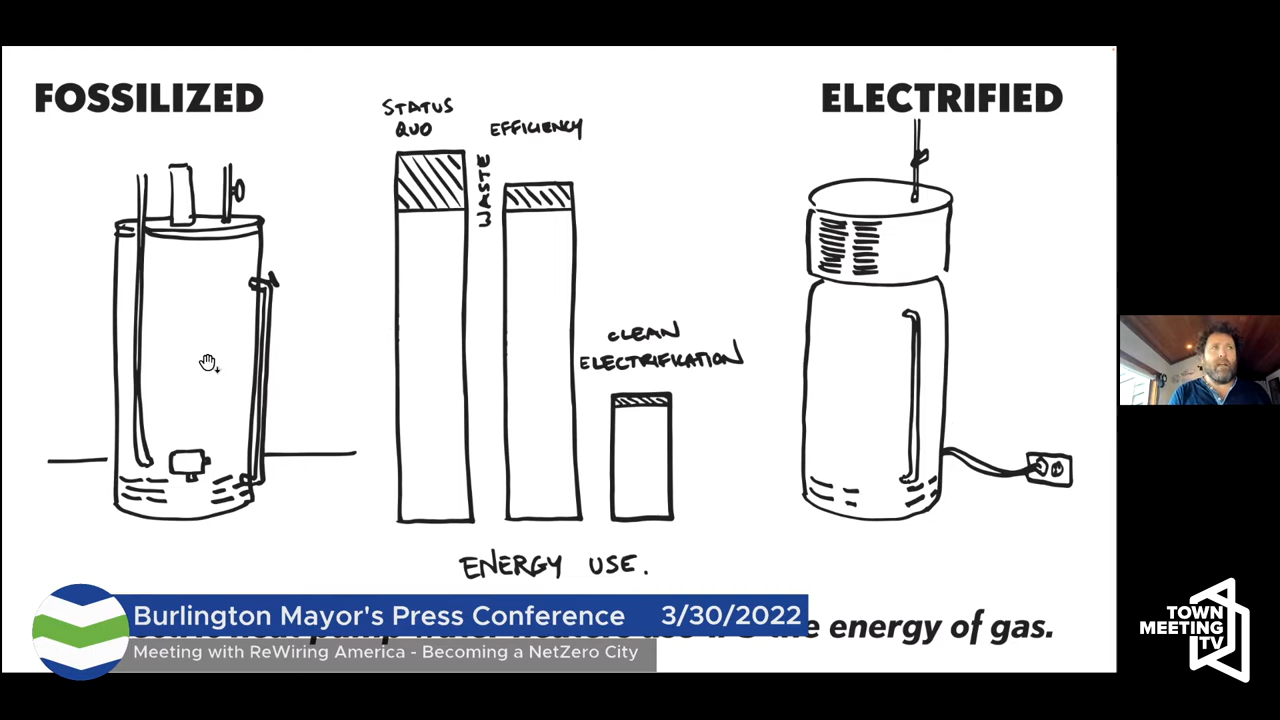 FOSSILIZED
ELECTRIFIED
STATUS
QUO
EFFICIENCY
WASTE
CLEAN
ELECTRIFICATION
ENERGY USE.
energy of gas.
Burlington Mayor's Press Conference 3/30/2022
Meeting with ReWiring America - Becoming a NetZero City
TOWN
MEETING
TV